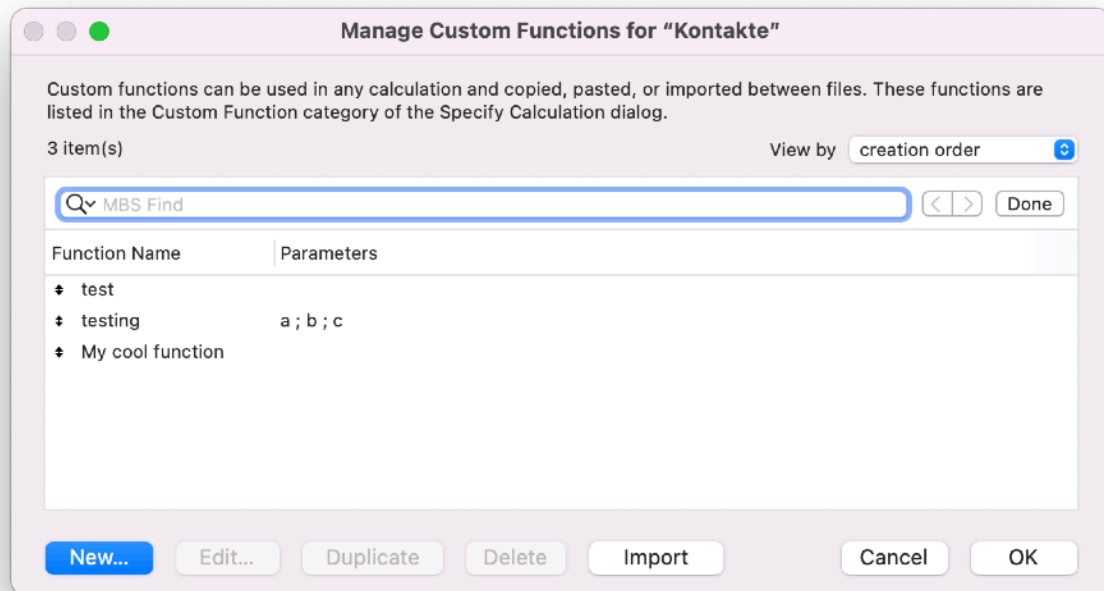 Manage Custom Functions for “Kontakte”
Custom functions can be used in any calculation and copied, pasted, or imported between files. These functions are
listed in the Custom Function category of the Specify Calculation dialog.
3 item(s)
View by creation order
MBS Find
Done
Function Name Parameters
test
testing a ; b ; c
My cool function
New... Edit... Duplicate Delete Import Cancel OK